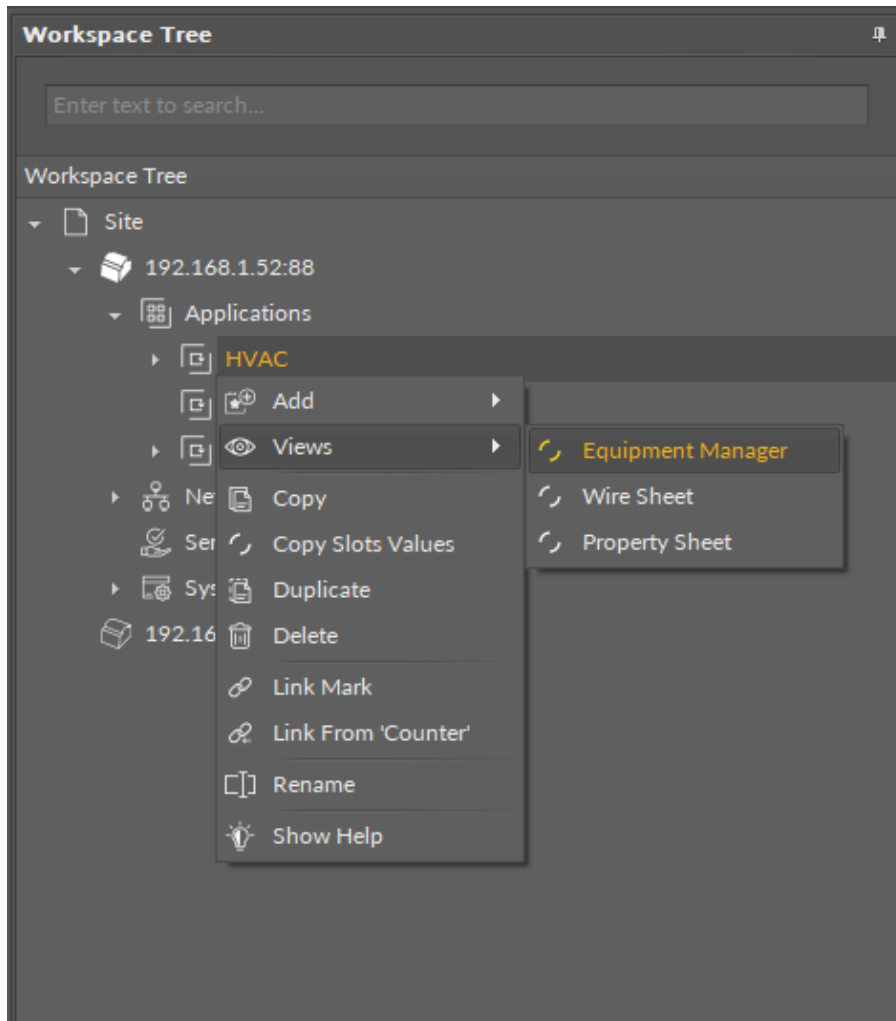 Workspace Tree
Enter text to search...
Workspace Tree
Site
192.168.1.52:88
Applications
HVAC
Add
Views
Equipment Manager
Copy
Wire Sheet
Copy Slots Values
Property Sheet
Duplicate
192.16
Delete
Link Mark
Link From 'Counter'
Rename
Show Help